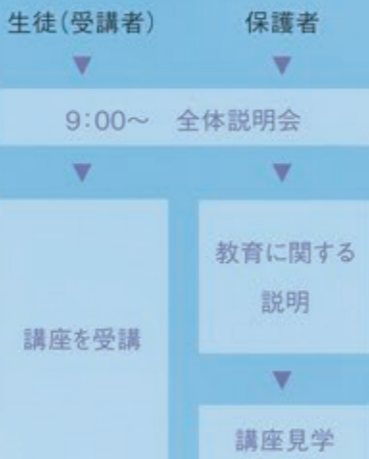 生徒（受講者） 保護者
▼ ▼
9：00～ 全体説明会
▼ ▼
教育に関する
説明
講座を受講
▼
講座見学